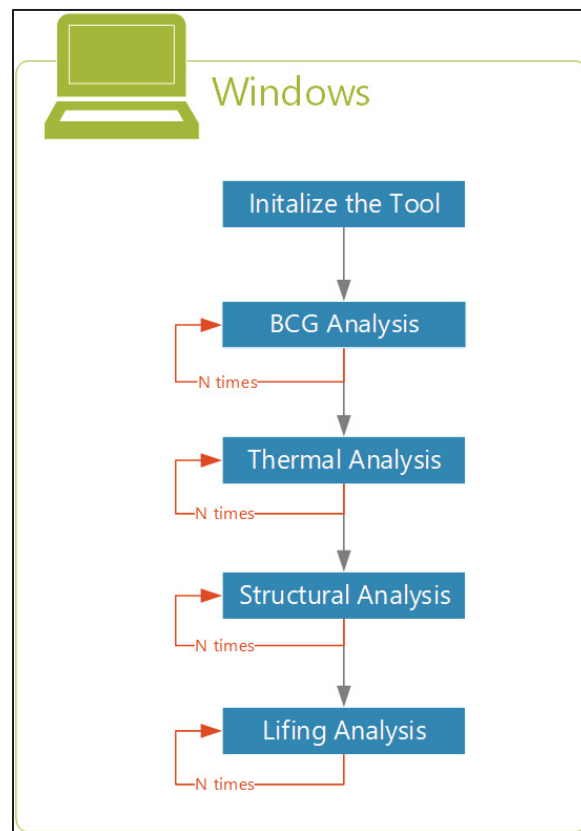 Windows
Initalize the Tool
BCG Analysis
N times
Thermal Analysis
N times
Structural Analysis
N times
Lifing Analysis
N times